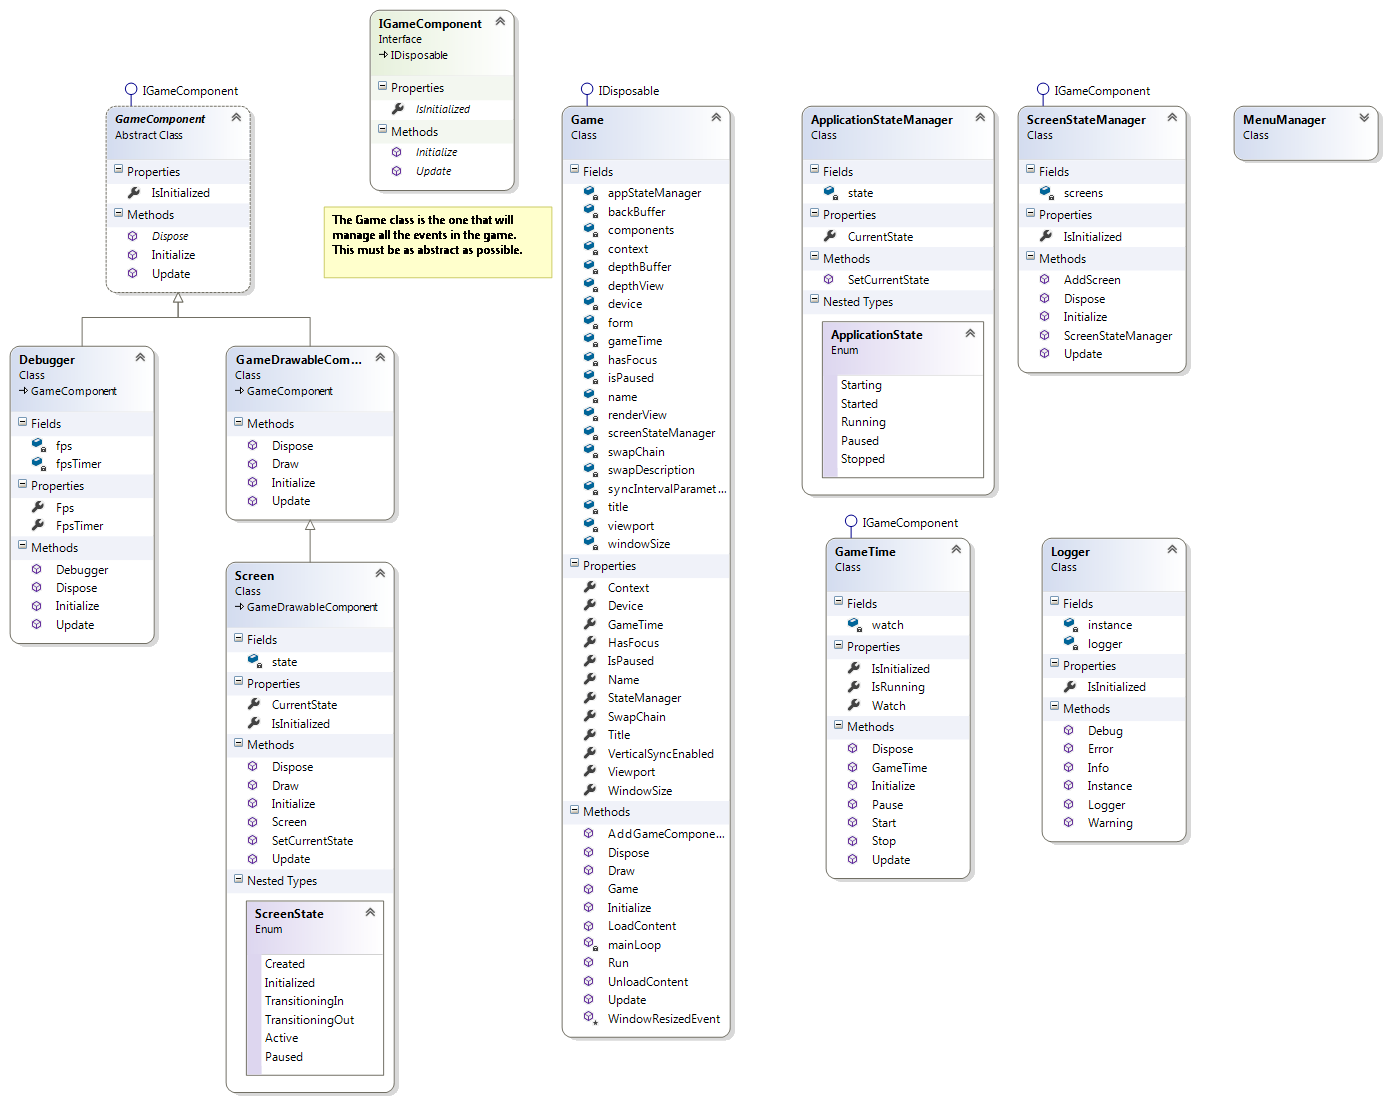 IGameComponent
Interface
IDisposable
Properties
IsInitialized
Methods
Initialize
Update
The Game class is the one that will
manage all the events in the game.
This must be as abstract as possible.
IGameComponent
GameComponent
Abstract Class
Properties
IsInitialized
Methods
Dispose
Initialize
Update
Debugger
Class
GameComponent
Fields
fps
fpsTimer
Properties
Fps
FpsTimer
Methods
Debugger
Dispose
Initialize
Update
GameDrawableCom...
Class
GameComponent
Methods
Dispose
Draw
Initialize
Update
Screen
Class
GameDrawableComponent
Fields
state
Properties
CurrentState
IsInitialized
Methods
Dispose
Draw
Initialize
Screen
SetCurrentState
Update
Nested Types
ScreenState
Enum
Created
Initialized
TransitioningIn
TransitioningOut
Active
Paused
IDisposable
Game
Class
Fields
appStateManager
backBuffer
components
context
depthBuffer
depthView
device
form
gameTime
hasFocus
isPaused
name
renderView
screenStateManager
swapChain
swapDescription
syncIntervalParamet...
title
viewport
windowSize
Properties
Context
Device
GameTime
HasFocus
IsPaused
Name
StateManager
SwapChain
Title
VerticalSyncEnabled
Viewport
WindowSize
Methods
AddGameCompone...
Dispose
Draw
Game
Initialize
LoadContent
mainLoop
Run
UnloadContent
Update
WindowResizedEvent
ApplicationStateManager
Class
Fields
state
Properties
CurrentState
Methods
SetCurrentState
Nested Types
ApplicationState
Enum
Starting
Started
Running
Paused
Stopped
IGameComponent
ScreenStateManager
Class
Fields
screens
Properties
IsInitialized
Methods
AddScreen
Dispose
Initialize
ScreenStateManager
Update
MenuManager
Class
IGameComponent
GameTime
Class
Fields
watch
Properties
IsInitialized
IsRunning
Watch
Methods
Dispose
GameTime
Initialize
Pause
Start
Stop
Update
Logger
Class
Fields
instance
logger
Properties
IsInitialized
Methods
Debug
Error
Info
Instance
Logger
Warning